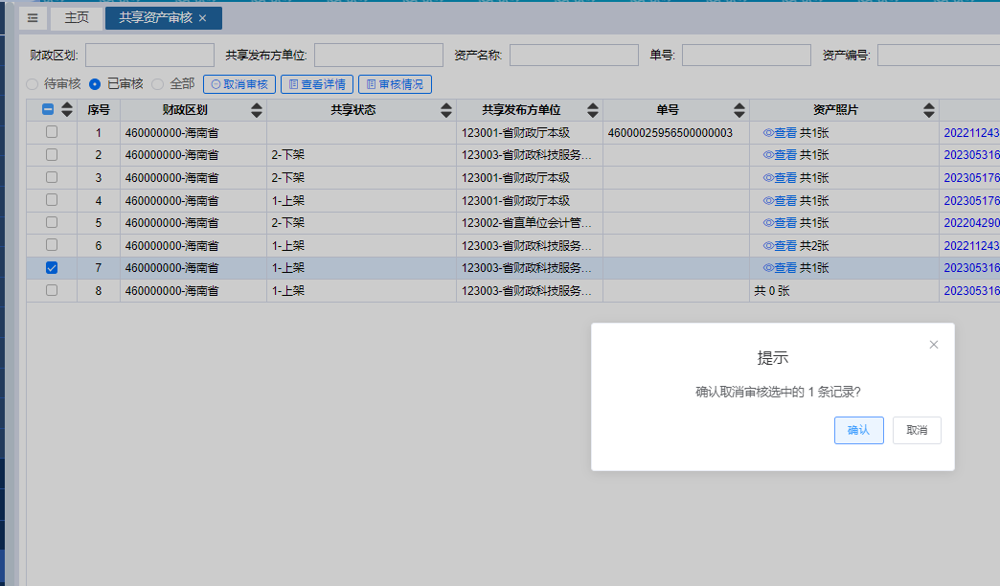 主页 共享资产审核 ×
财政区划: 共享发布方单位: 资产名称: 单号: 资产编号:
待审核 已审核 全部 取消审核 查看详情 审核情况
序号 财政区划 共享状态 共享发布方单位 单号 资产照片
1 460000000-海南省 123001-省财政厅本级 46000025956500000003 查看 共1张 202211243
2 460000000-海南省 2-下架 123003-省财政科技服务... 查看 共1张 202305316
3 460000000-海南省 2-下架 123001-省财政厅本级 查看 共1张 202305176
4 460000000-海南省 1-上架 123001-省财政厅本级 查看 共1张 202305176
5 460000000-海南省 2-下架 123002-省直单位会计管... 查看 共1张 202204290
6 460000000-海南省 1-上架 123003-省财政科技服务... 查看 共2张 202211243
7 460000000-海南省 1-上架 123003-省财政科技服务... 查看 共1张 202305316
8 460000000-海南省 1-上架 123003-省财政科技服务... 共 0 张 202305316
提示
确认取消审核选中的 1 条记录?
确认 取消